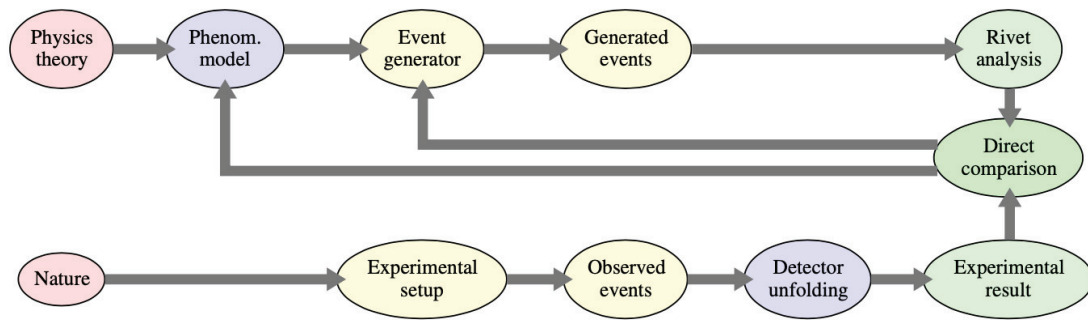 Physics
theory
Phenom.
model
Event
generator
Generated
events
Rivet
analysis
Direct
comparison
Nature
Experimental
setup
Observed
events
Detector
unfolding
Experimental
result